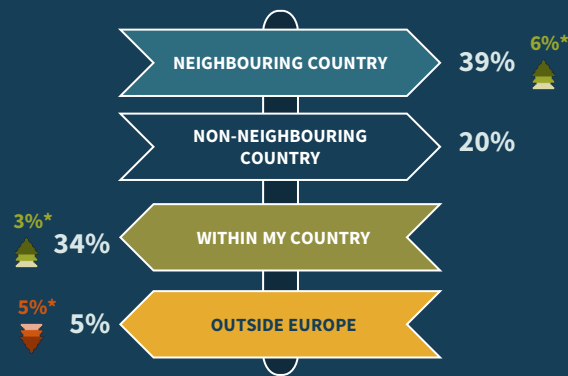 6%*
NEIGHBOURING COUNTRY
39%
NON-NEIGHBOURING
COUNTRY
20%
3%*
34%
WITHIN MY COUNTRY
5%*
5%
OUTSIDE EUROPE